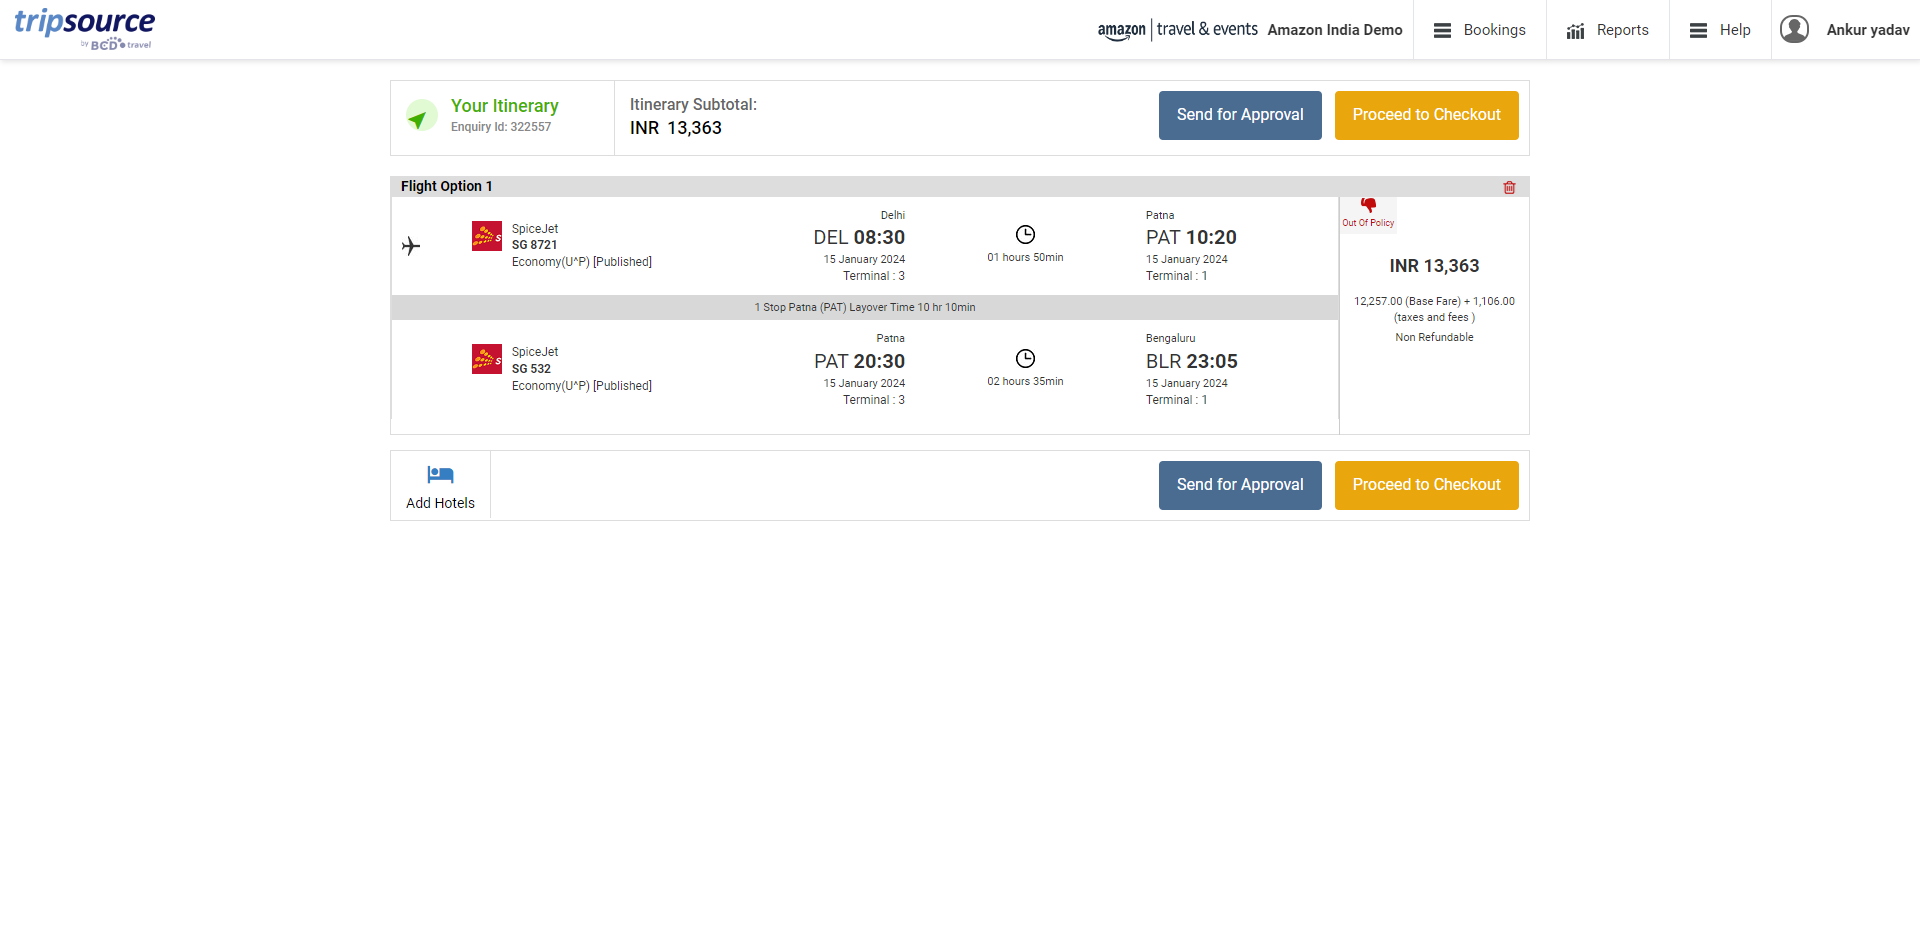 tripsource
by BCD travel
amazon travel & events Amazon India Demo
Bookings
Reports
Help
Ankur yadav
Your Itinerary
Enquiry Id: 322557
Itinerary Subtotal:
INR 13,363
Send for Approval
Proceed to Checkout
Flight Option 1
SpiceJet
SG 8721
Economy(U^P) [Published]
Delhi
DEL 08:30
15 January 2024
Terminal : 3
01 hours 50min
Patna
PAT 10:20
15 January 2024
Terminal : 1
Out Of Policy
INR 13,363
12,257.00 (Base Fare) + 1,106.00
(taxes and fees )
Non Refundable
1 Stop Patna (PAT) Layover Time 10 hr 10min
SpiceJet
SG 532
Economy(U^P) [Published]
Patna
PAT 20:30
15 January 2024
Terminal : 3
02 hours 35min
Bengaluru
BLR 23:05
15 January 2024
Terminal : 1
Add Hotels
Send for Approval
Proceed to Checkout